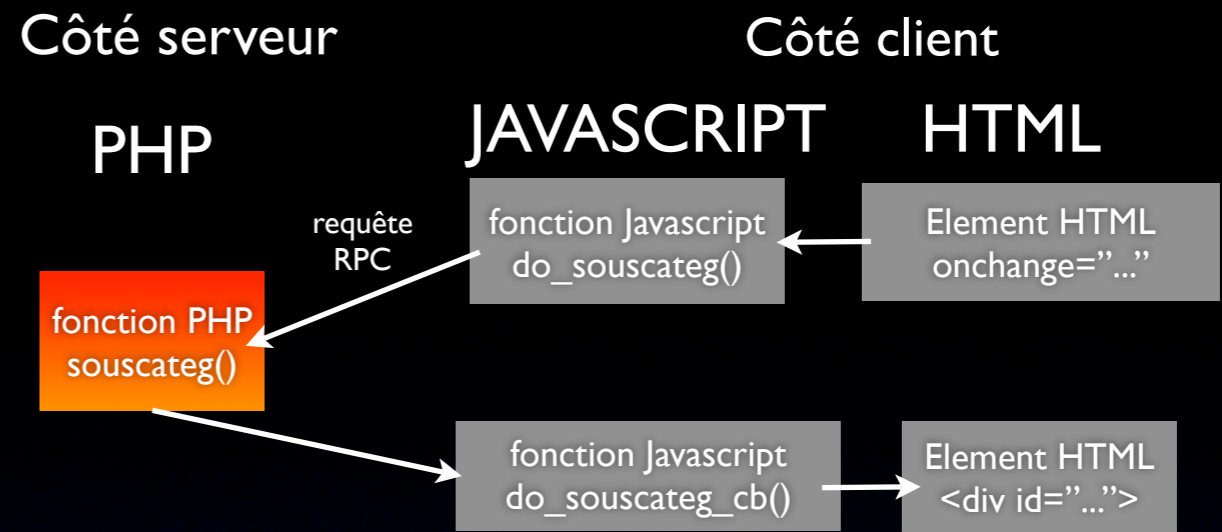 Côté serveur
Côté client
PHP
JAVASCRIPT
HTML
requête
RPC
fonction Javascript
do_souscateg()
Element HTML
onchange=”...”
fonction PHP
souscateg()
fonction Javascript
do_souscateg_cb()
Element HTML
<div id=”...”>